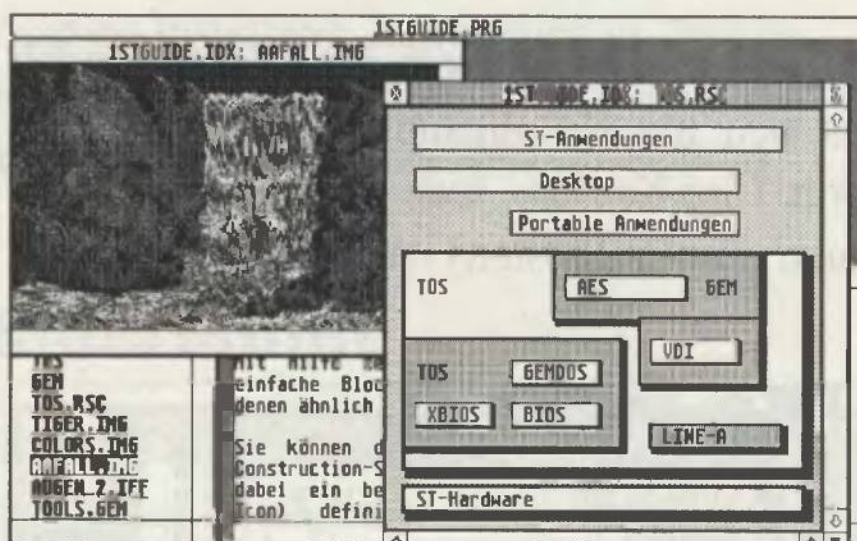 1STGUIDE.PRG
1STGUIDE.IDX: AAFALL.IMG
ST-Anwendungen
Desktop
Portable Anwendungen
TOS
AES
GEM
VDI
TOS
GEMDOS
XBIOS
BIOS
LINE-A
ST-Hardware
GEM
TOS.RSC
TIGER.IMG
COLORS.IMG
AAFALL.IMG
AUGEN_2.IFF
TOOLS.GEM
einfache Bloc
denen ähnlich
Sie können d
Construction-S
dabei ein be
Icon) defini